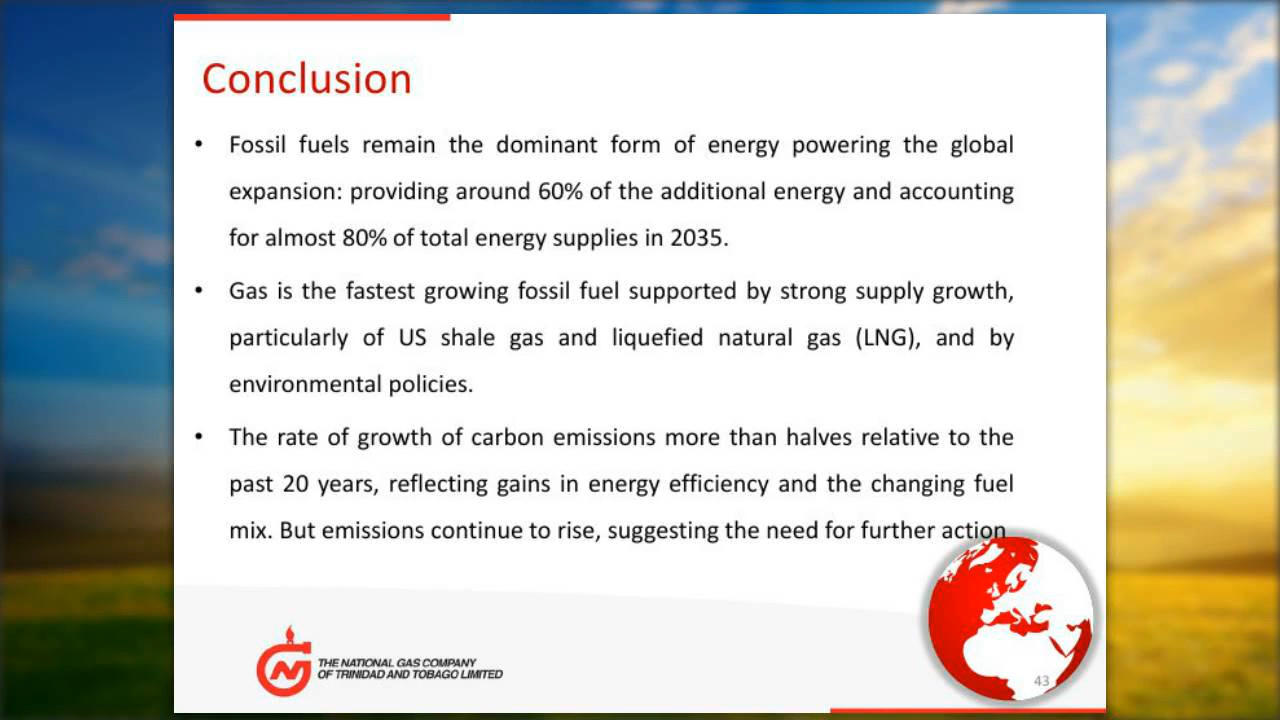 Conclusion
• Fossil fuels remain the dominant form of energy powering the global
expansion: providing around 60% of the additional energy and accounting
for almost 80% of total energy supplies in 2035.
• Gas is the fastest growing fossil fuel supported by strong supply growth,
particularly of US shale gas and liquefied natural gas (LNG), and by
environmental policies.
• The rate of growth of carbon emissions more than halves relative to the
past 20 years, reflecting gains in energy efficiency and the changing fuel
mix. But emissions continue to rise, suggesting the need for further action
THE NATIONAL GAS COMPANY
OF TRINIDAD AND TOBAGO LIMITED
43